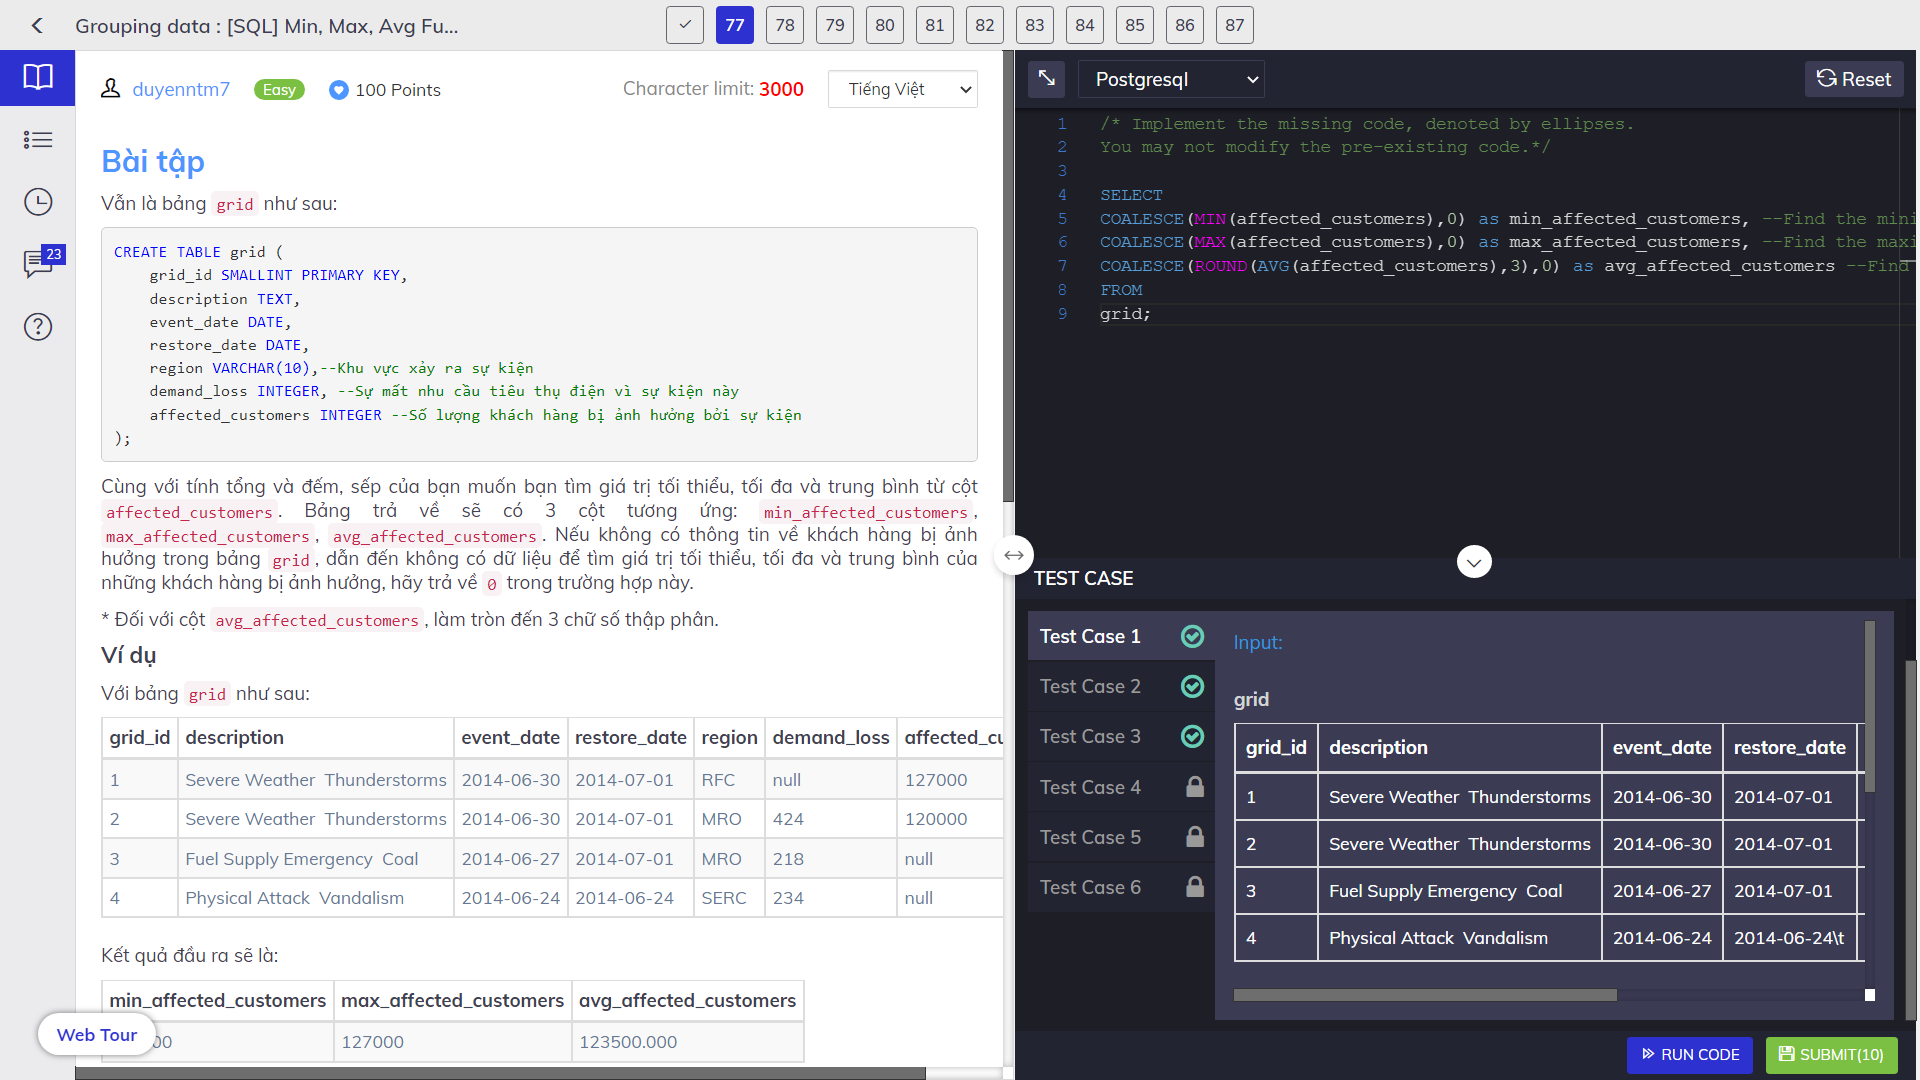 Grouping data : [SQL] Min, Max, Avg Fu...
77 78 79 80 81 82 83 84 85 86 87
duyenntm7 Easy 100 Points Character limit: 3000 Tiếng Việt
Bài tập
Vẫn là bảng grid như sau:
CREATE TABLE grid (
grid_id SMALLINT PRIMARY KEY,
description TEXT,
event_date DATE,
restore_date DATE,
region VARCHAR(10),--Khu vực xảy ra sự kiện
demand_loss INTEGER, --Sự mất nhu cầu tiêu thụ điện vì sự kiện này
affected_customers INTEGER --Số lượng khách hàng bị ảnh hưởng bởi sự kiện
);
Cùng với tính tổng và đếm, sếp của bạn muốn bạn tìm giá trị tối thiểu, tối đa và trung bình từ cột
affected_customers. Bảng trả về sẽ có 3 cột tương ứng: min_affected_customers,
max_affected_customers, avg_affected_customers. Nếu không có thông tin về khách hàng bị ảnh
hưởng trong bảng grid, dẫn đến không có dữ liệu để tìm giá trị tối thiểu, tối đa và trung bình của
những khách hàng bị ảnh hưởng, hãy trả về 0 trong trường hợp này.
* Đối với cột avg_affected_customers, làm tròn đến 3 chữ số thập phân.
Ví dụ
Với bảng grid như sau:
grid_id description event_date restore_date region demand_loss affected_cu
1 Severe Weather Thunderstorms 2014-06-30 2014-07-01 RFC null 127000
2 Severe Weather Thunderstorms 2014-06-30 2014-07-01 MRO 424 120000
3 Fuel Supply Emergency Coal 2014-06-27 2014-07-01 MRO 218 null
4 Physical Attack Vandalism 2014-06-24 2014-06-24 SERC 234 null
Kết quả đầu ra sẽ là:
min_affected_customers max_affected_customers avg_affected_customers
00 127000 123500.000
Web Tour
23
Postgresql Reset
1 /* Implement the missing code, denoted by ellipses.
2 You may not modify the pre-existing code.*/
3
4 SELECT
5 COALESCE(MIN(affected_customers),0) as min_affected_customers, --Find the mini
6 COALESCE(MAX(affected_customers),0) as max_affected_customers, --Find the maxi
7 COALESCE(ROUND(AVG(affected_customers),3),0) as avg_affected_customers --Find
8 FROM
9 grid;
TEST CASE
Test Case 1
Test Case 2
Test Case 3
Test Case 4
Test Case 5
Test Case 6
Input:
grid
grid_id description event_date restore_date
1 Severe Weather Thunderstorms 2014-06-30 2014-07-01
2 Severe Weather Thunderstorms 2014-06-30 2014-07-01
3 Fuel Supply Emergency Coal 2014-06-27 2014-07-01
4 Physical Attack Vandalism 2014-06-24 2014-06-24\t
RUN CODE SUBMIT(10)